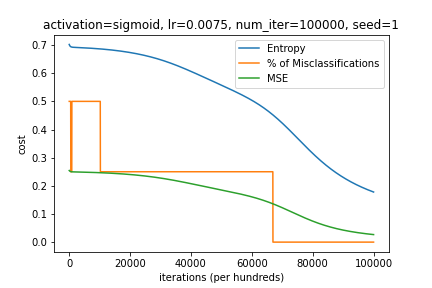 activation=sigmoid, lr=0.0075, num_iter=100000, seed=1
Entropy
% of Misclassifications
MSE
cost
0.7
0.6
0.5
0.4
0.3
0.2
0.1
0.0
0 20000 40000 60000 80000 100000
iterations (per hundreds)